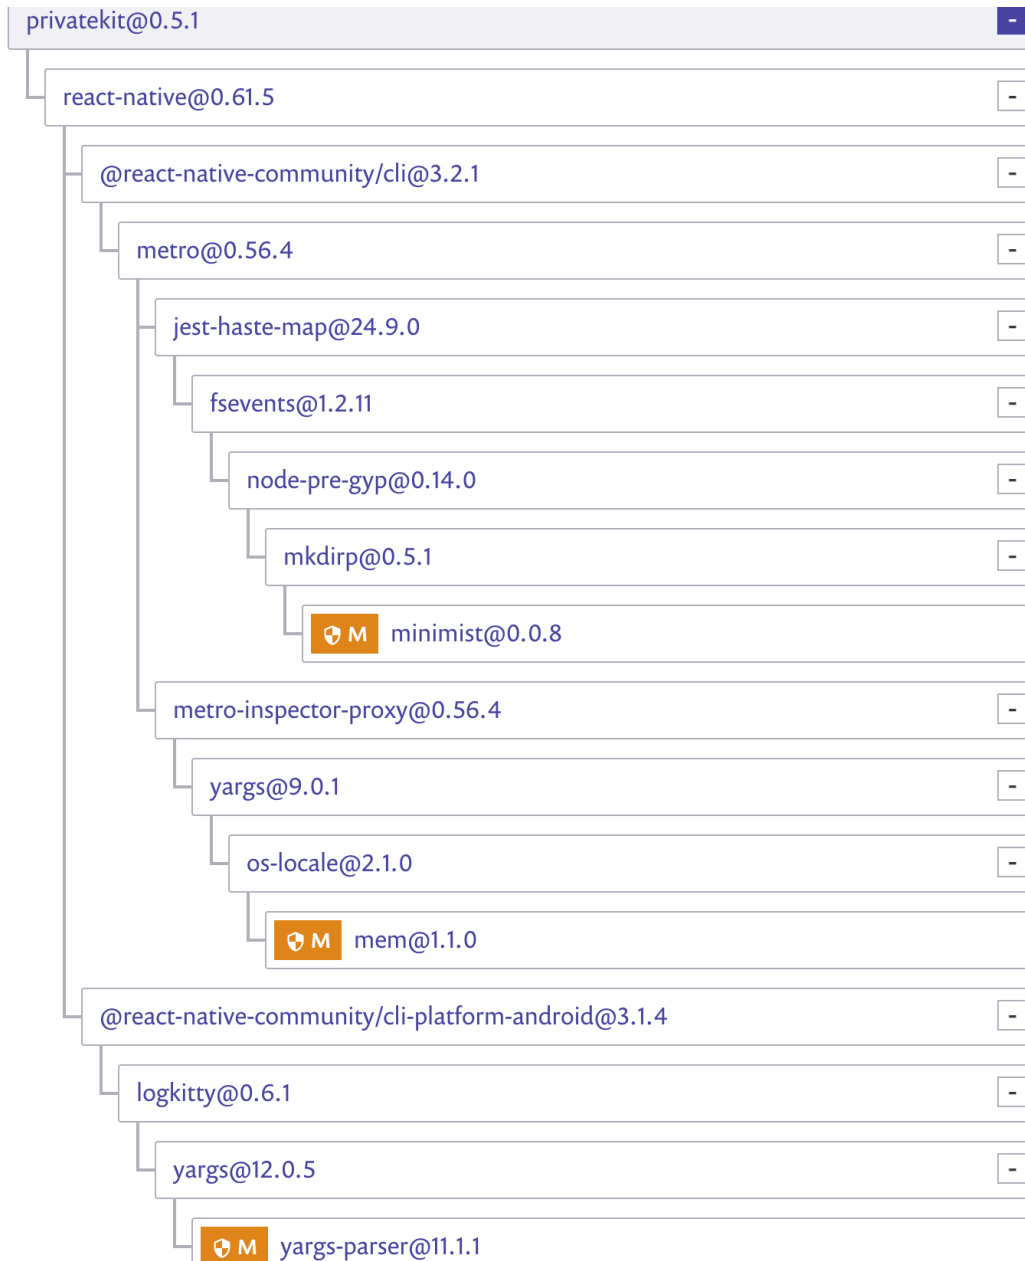 privatekit@0.5.1 -
react-native@0.61.5 -
@react-native-community/cli@3.2.1 -
metro@0.56.4 -
jest-haste-map@24.9.0 -
fsevents@1.2.11 -
node-pre-gyp@0.14.0 -
mkdirp@0.5.1 -
M minimist@0.0.8
metro-inspector-proxy@0.56.4 -
yargs@9.0.1 -
os-locale@2.1.0 -
M mem@1.1.0
@react-native-community/cli-platform-android@3.1.4 -
logkitty@0.6.1 -
yargs@12.0.5 -
M yargs-parser@11.1.1